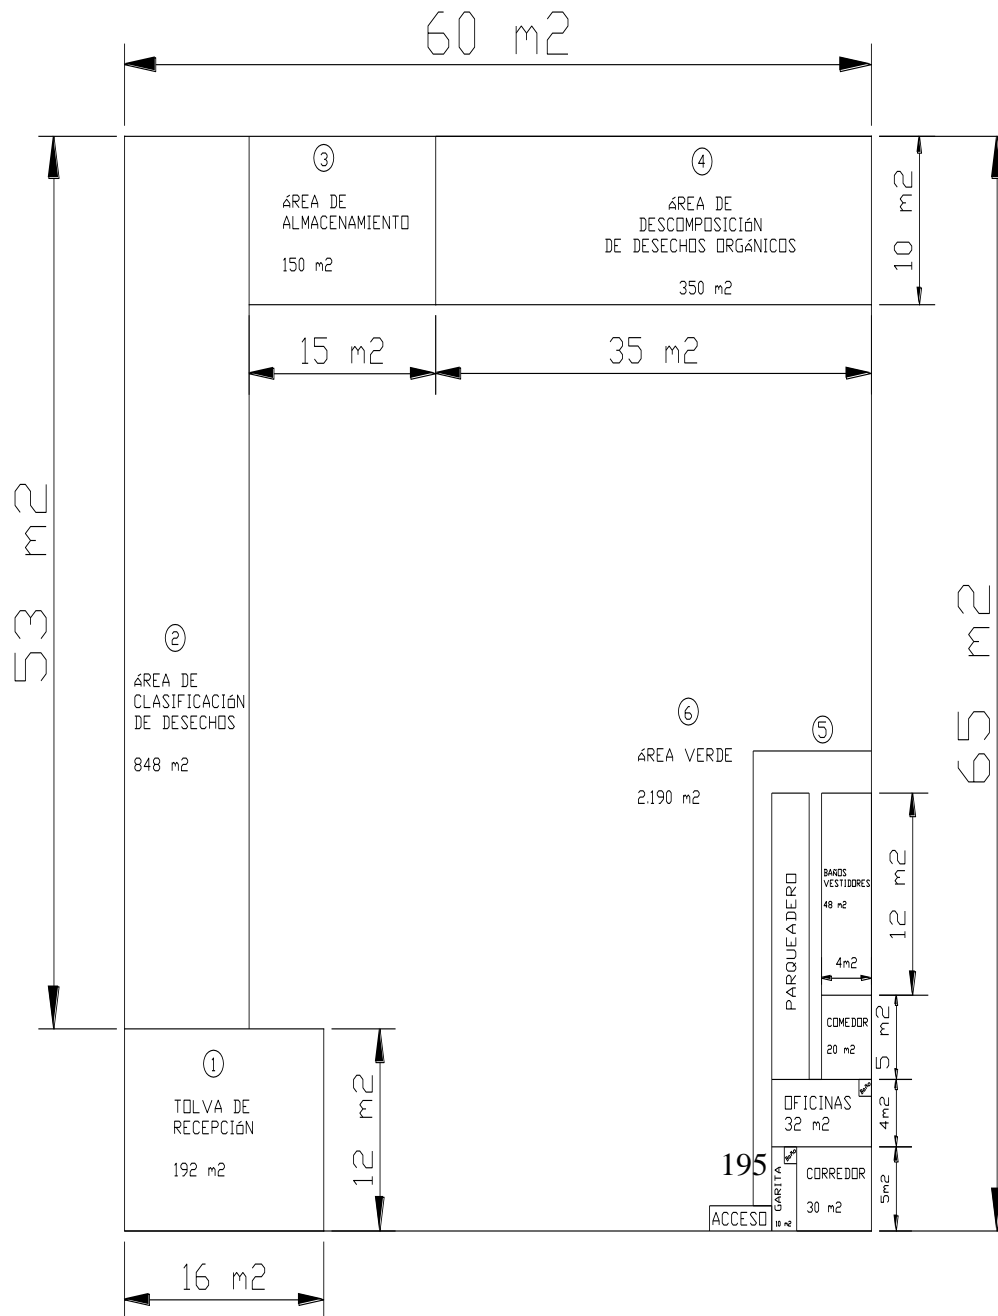 60 m2
3
ÁREA DE
ALMACENAMIENTO
150 m2
4
ÁREA DE
DESCOMPOSICIóN
DE DESECHOS ORGáNICOS
350 m2
10 m2
15 m2
35 m2
53 m2
65 m2
2
ÁREA DE
CLASIFICACIóN
DE DESECHOS
848 m2
6
ÁREA VERDE
2.190 m2
5
PARQUEADERO
BAÑOS
VESTIDORES
48 m2
4m2
12 m2
COMEDOR
20 m2
5 m2
OFICINAS
32 m2
BAÑO
4m2
1
TOLVA DE
RECEPCIóN
192 m2
12 m2
16 m2
195
ACCESO
GARITA
10 m2
BAÑO
CORREDOR
30 m2
5m2